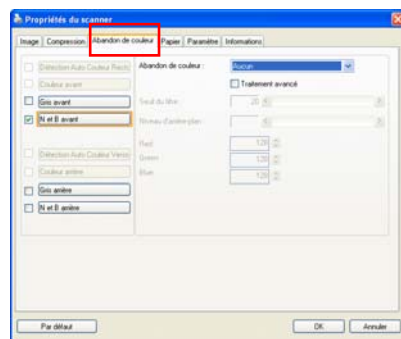 Propriétés du scanner
Image Compression Abandon de couleur Papier Paramètre Informations
Détection Auto Couleur Recto
Couleur avant
Gris avant
N et B avant
Détection Auto Couleur Verso
Couleur arrière
Gris arrière
N et B arrière
Abandon de couleur : Aucun
Traitement avancé
Seuil du filtre 20
Niveau d'arrière-plan
Red 128
Green 128
Blue 128
Par défaut OK Annuler